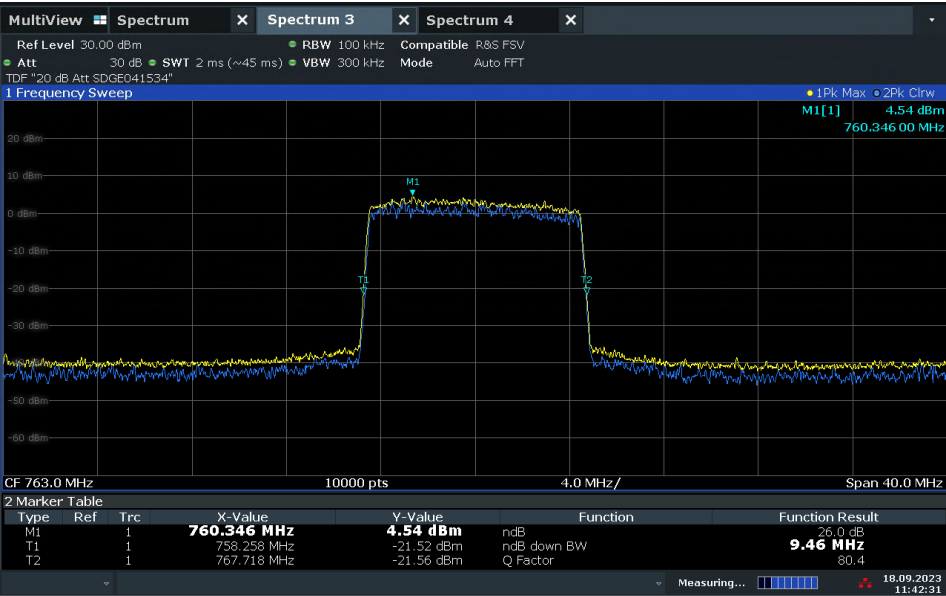 MultiView Spectrum X Spectrum 3 X Spectrum 4 X
Ref Level 30.00 dBm RBW 100 kHz Compatible R&S FSV
Att 30 dB SWT 2 ms (~45 ms) VBW 300 kHz Mode Auto FFT
TDF "20 dB Att SDGE041534"
1 Frequency Sweep 1Pk Max 2Pk Clrw
M1[1] 4.54 dBm
760.346 00 MHz
20 dBm
10 dBm
M1
0 dBm
-10 dBm
T1 T2
-20 dBm
-30 dBm
-50 dBm
-60 dBm
CF 763.0 MHz 10000 pts 4.0 MHz/ Span 40.0 MHz
2 Marker Table
Type Ref Trc X-Value Y-Value Function Function Result
M1 1 760.346 MHz 4.54 dBm ndB 26.0 dB
T1 1 758.258 MHz -21.52 dBm ndB down BW 9.46 MHz
T2 1 767.718 MHz -21.56 dBm Q Factor 80.4
Measuring... 18.09.2023
11:42:31